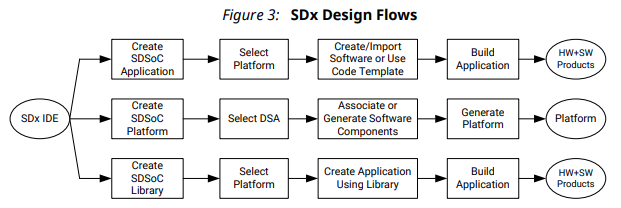 Figure 3: SDx Design Flows
SDx IDE
Create
SDSoC
Application
Select
Platform
Create/Import
Software or Use
Code Template
Build
Application
HW+SW
Products
Create
SDSoC
Platform
Select DSA
Associate or
Generate Software
Components
Generate
Platform
Platform
Create
SDSoC
Library
Select
Platform
Create Application
Using Library
Build
Application
HW+SW
Products